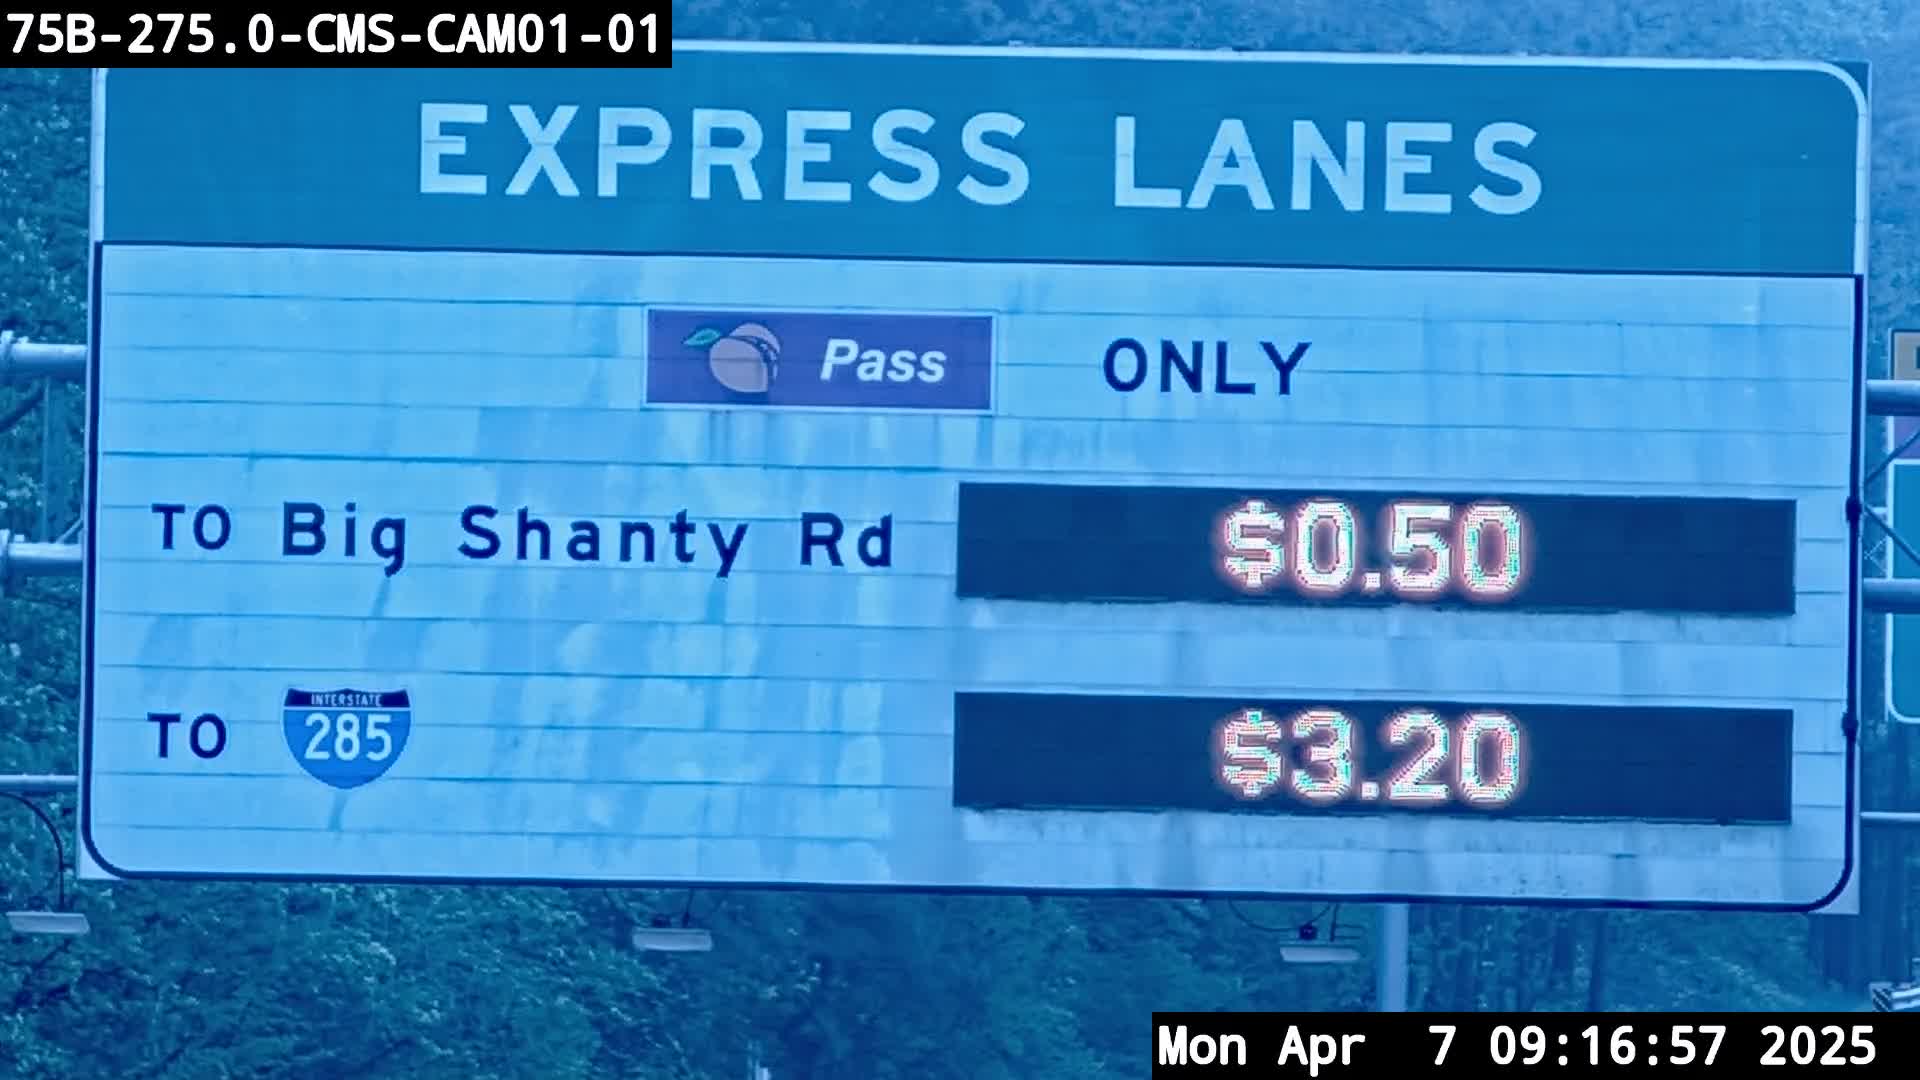 75B-275.0-CMS-CAM01-01
EXPRESS LANES
Pass ONLY
TO Big Shanty Rd $0.50
TO INTERSTATE 285 $3.20
Mon Apr 7 09:16:57 2025